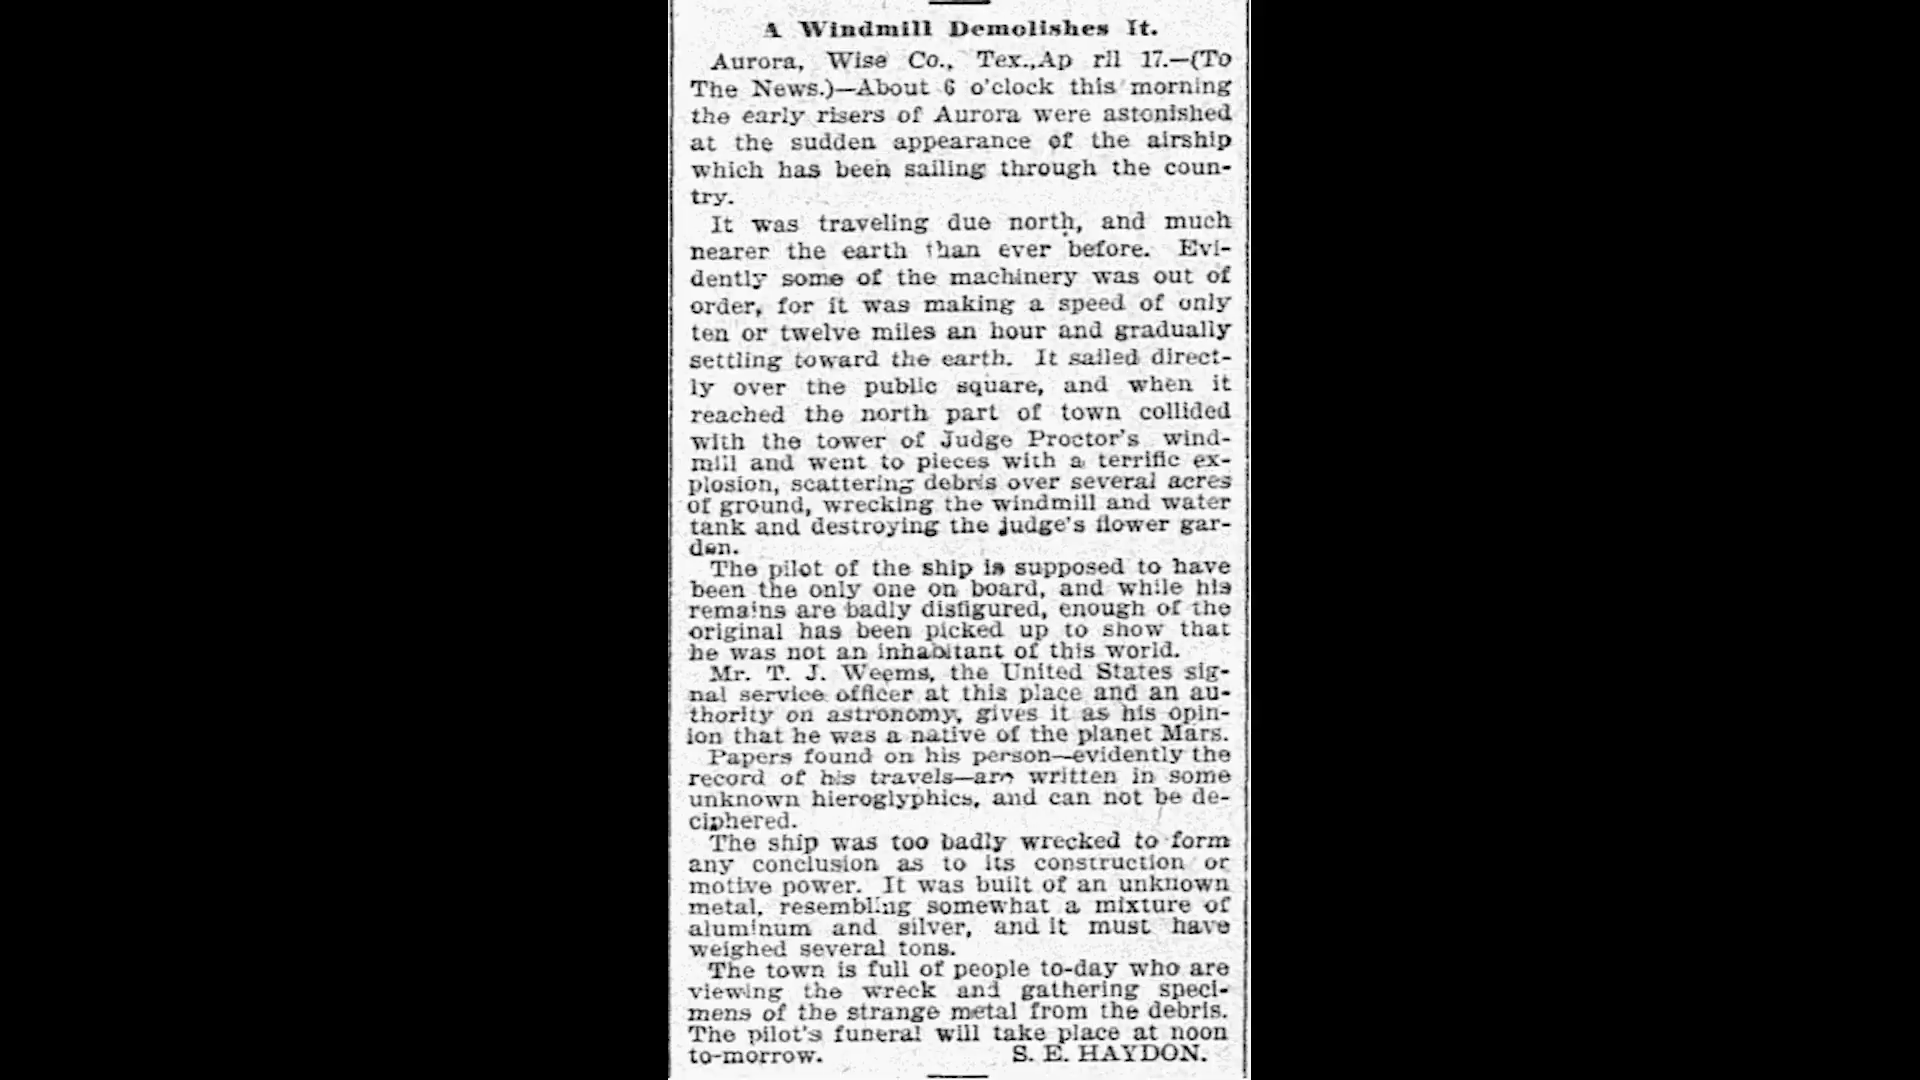 A Windmill Demolishes It.
Aurora, Wise Co., Tex.,Ap ril 17.—(To
The News.)—About 6 o'clock this morning
the early risers of Aurora were astonished
at the sudden appearance of the airship
which has been sailing through the coun-
try.
It was traveling due north, and much
nearer the earth than ever before. Evi-
dently some of the machinery was out of
order, for it was making a speed of only
ten or twelve miles an hour and gradually
settling toward the earth. It sailed direct-
ly over the public square, and when it
reached the north part of town collided
with the tower of Judge Proctor's wind-
mill and went to pieces with a terrific ex-
plosion, scattering debris over several acres
of ground, wrecking the windmill and water
tank and destroying the judge's flower gar-
den.
The pilot of the ship is supposed to have
been the only one on board, and while his
remains are badly disfigured, enough of the
original has been picked up to show that
he was not an inhabitant of this world.
Mr. T. J. Weems, the United States sig-
nal service officer at this place and an au-
thority on astronomy, gives it as his opin-
ion that he was a native of the planet Mars.
Papers found on his person—evidently the
record of his travels—are written in some
unknown hieroglyphics, and can not be de-
ciphered.
The ship was too badly wrecked to form
any conclusion as to its construction or
motive power. It was built of an unknown
metal, resembling somewhat a mixture of
aluminum and silver, and it must have
weighed several tons.
The town is full of people to-day who are
viewing the wreck and gathering speci-
mens of the strange metal from the debris.
The pilot's funeral will take place at noon
to-morrow. S. E. HAYDON.